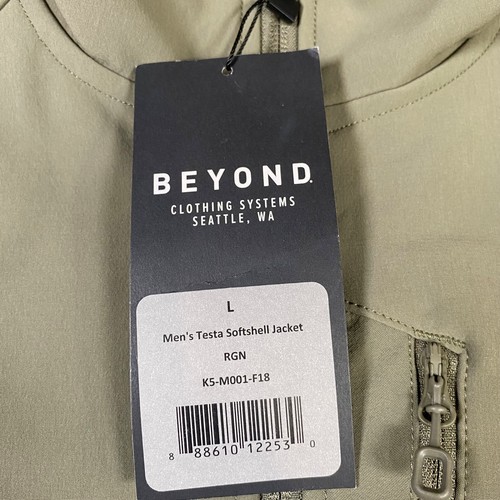 BEYOND.
CLOTHING SYSTEMS
SEATTLE, WA
L
Men's Testa Softshell Jacket
RGN
K5-M001-F18
8 88610 12253 0